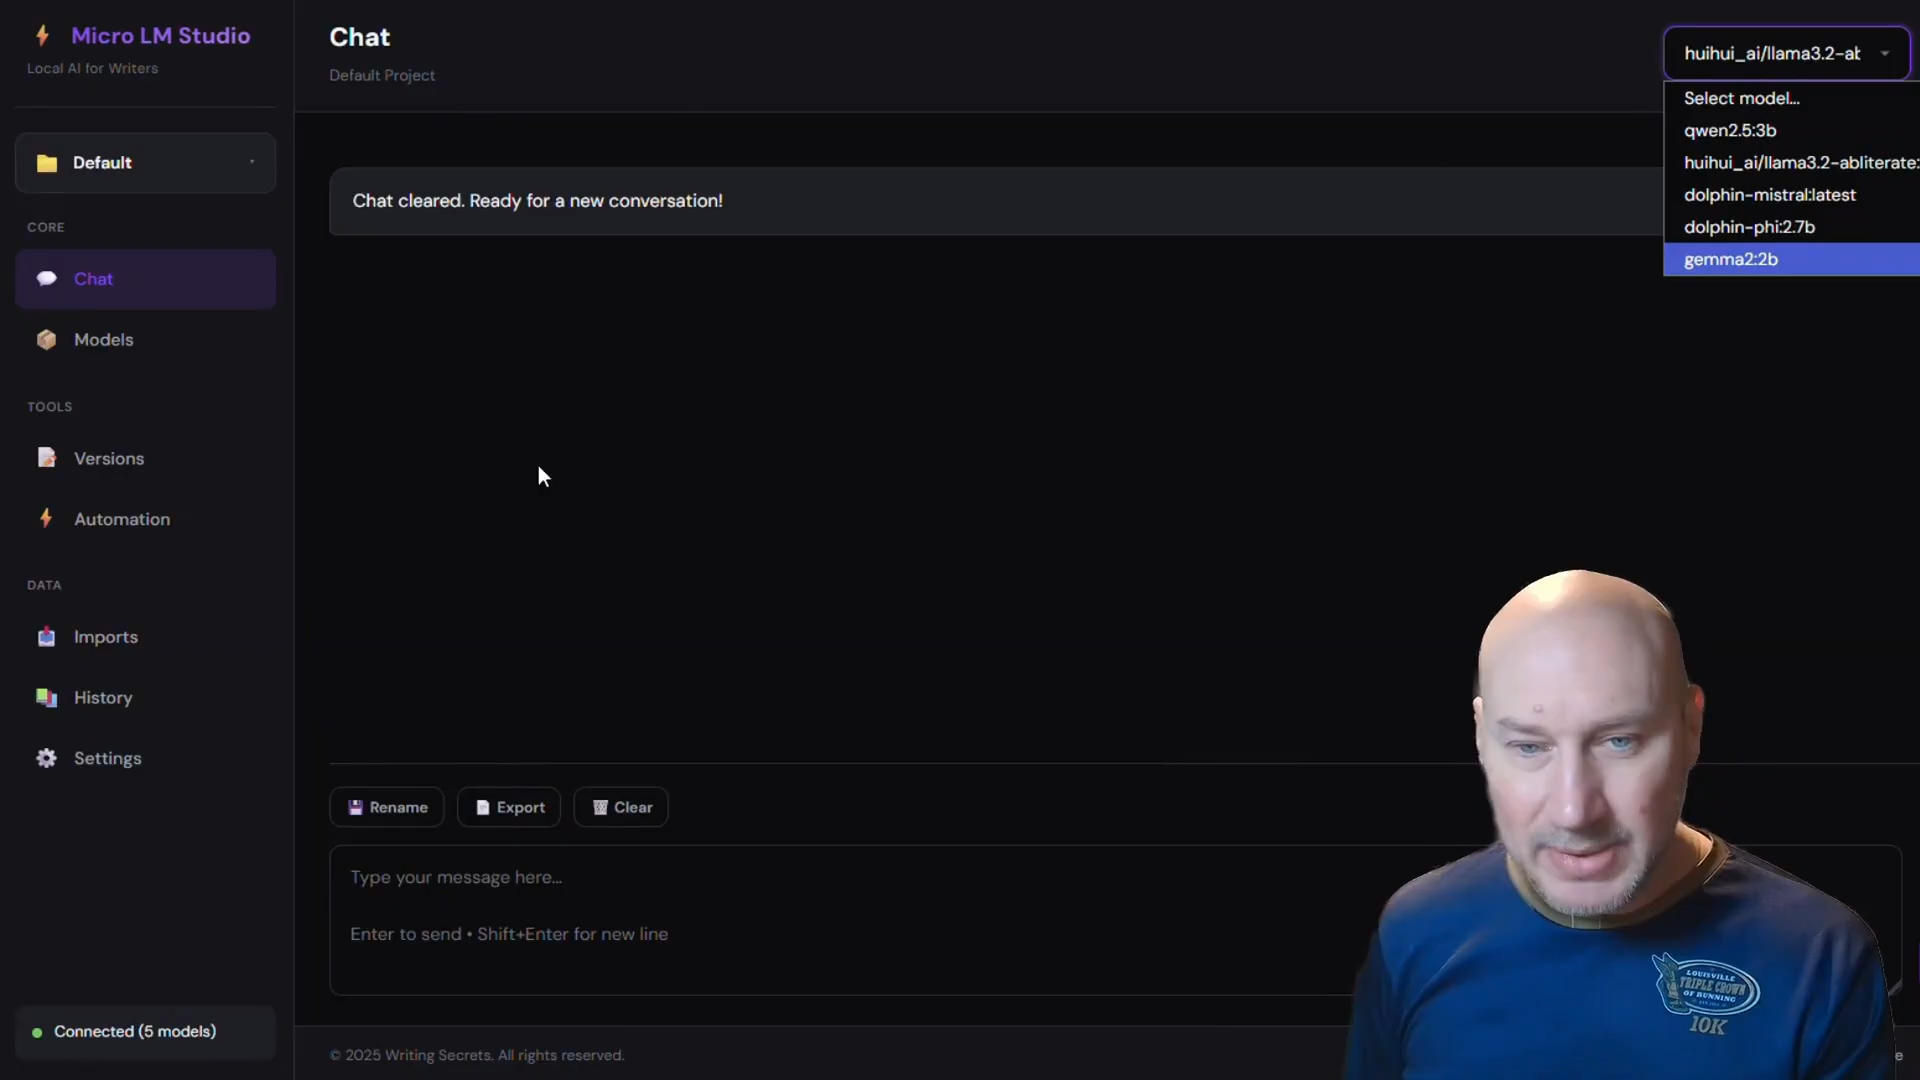 Micro LM Studio
Local AI for Writers
Default
CORE
Chat
Models
TOOLS
Versions
Automation
DATA
Imports
History
Settings
Connected (5 models)
Chat
Default Project
huihui_ai/llama3.2-ab
Select model...
qwen2.5:3b
huihui_ai/llama3.2-abliterate:
dolphin-mistral:latest
dolphin-phi:2.7b
gemma2:2b
Chat cleared. Ready for a new conversation!
Rename
Export
Clear
Type your message here...
Enter to send • Shift+Enter for new line
© 2025 Writing Secrets. All rights reserved.
LOUISVILLE
TRIPLE CROWN
OF RUNNING
10K